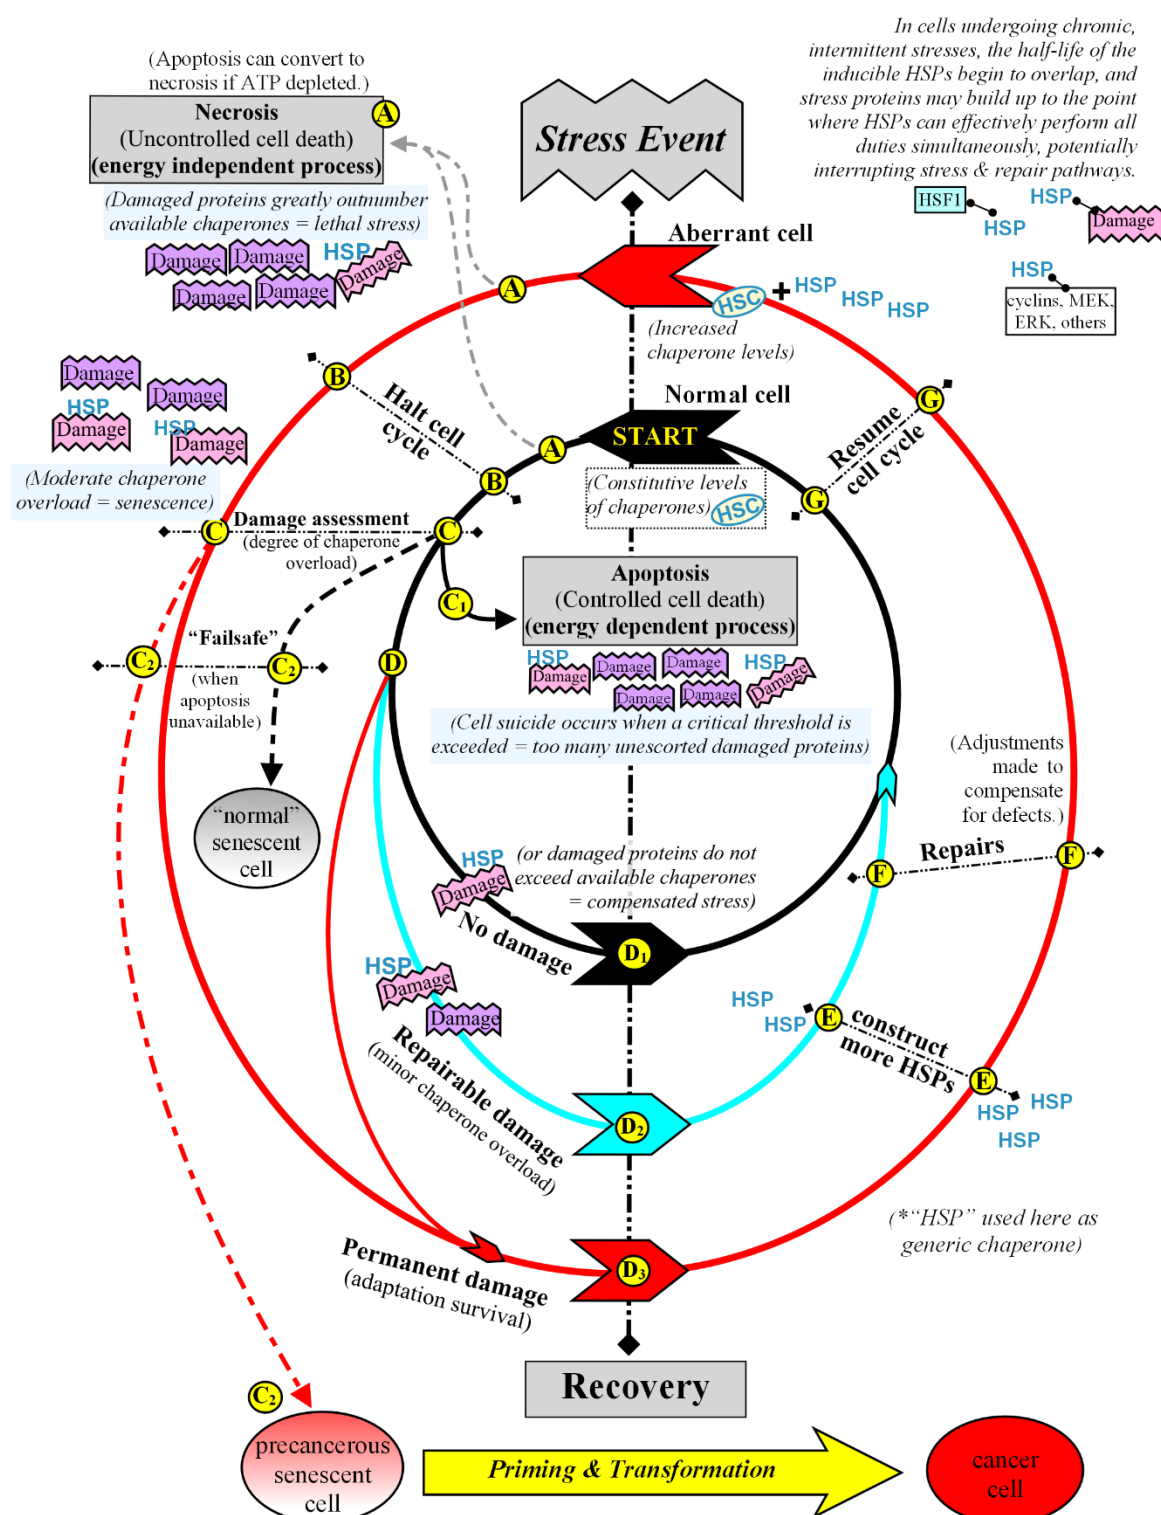 (Apoptosis can convert to
necrosis if ATP depleted.)
Necrosis
(Uncontrolled cell death)
(energy independent process)
A
(Damaged proteins greatly outnumber
available chaperones = lethal stress)
Damage
Damage
HSP
Damage
Damage
Damage
Stress Event
In cells undergoing chromic,
intermittent stresses, the half-life of the
inducible HSPs begin to overlap, and
stress proteins may build up to the point
where HSPs can effectively perform all
duties simultaneously, potentially
interrupting stress & repair pathways.
HSF1
HSP
HSP
Damage
HSP
cyclins, MEK,
ERK, others
Aberrant cell
A
HSC
+
HSP
HSP
HSP
(Increased
chaperone levels)
B
Halt cell
cycle
B
Damage
HSP
Damage
Damage
HSP
Damage
(Moderate chaperone
overload = senescence)
Normal cell
START
A
(Constitutive levels
of chaperones)
HSC
G
Resume
cell cycle
G
C
Damage assessment
(degree of chaperone
overload)
C
C1
Apoptosis
(Controlled cell death)
(energy dependent process)
HSP
Damage
Damage
Damage
Damage
Damage
HSP
Damage
(Cell suicide occurs when a critical threshold is
exceeded = too many unescorted damaged proteins)
C2
"Failsafe"
C2
(when
apoptosis
unavailable)
D
"normal"
senescent
cell
(Adjustments
made to
compensate
for defects.)
F
Repairs
F
HSP
Damage
(or damaged proteins do not
exceed available chaperones
= compensated stress)
No damage
D1
HSP
Damage
Damage
Repairable damage
(minor chaperone overload)
D2
HSP
HSP
E
construct
more HSPs
E
HSP
HSP
HSP
(*"HSP" used here as
generic chaperone)
Permanent damage
(adaptation survival)
D3
Recovery
C2
precancerous
senescent
cell
Priming & Transformation
cancer
cell